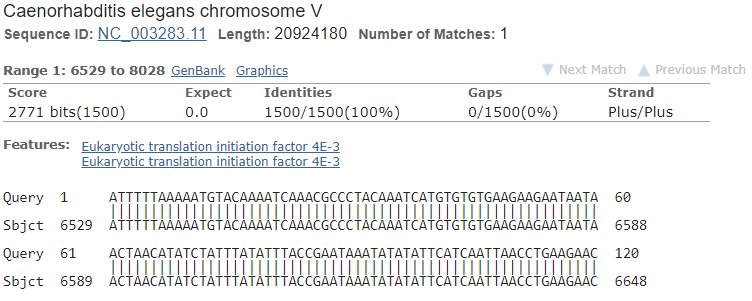 Caenorhabditis elegans chromosome V
Sequence ID: NC_003283.11 Length: 20924180 Number of Matches: 1
Range 1: 6529 to 8028 GenBank Graphics Next Match Previous Match
Score Expect Identities Gaps Strand
2771 bits(1500) 0.0 1500/1500(100%) 0/1500(0%) Plus/Plus
Features: Eukaryotic translation initiation factor 4E-3
Eukaryotic translation initiation factor 4E-3
Query 1 ATTTTTAAAAATGTACAAAATCAAACGCCCTACAAATCATGTGTGTGAAGAAGAATAATA 60
Sbjct 6529 ATTTTTAAAAATGTACAAAATCAAACGCCCTACAAATCATGTGTGTGAAGAAGAATAATA 6588
Query 61 ACTAACATATCTATTTATATTTACCGAATAAATATATATTCATCAATTAACCTGAAGAAC 120
Sbjct 6589 ACTAACATATCTATTTATATTTACCGAATAAATATATATTCATCAATTAACCTGAAGAAC 6648